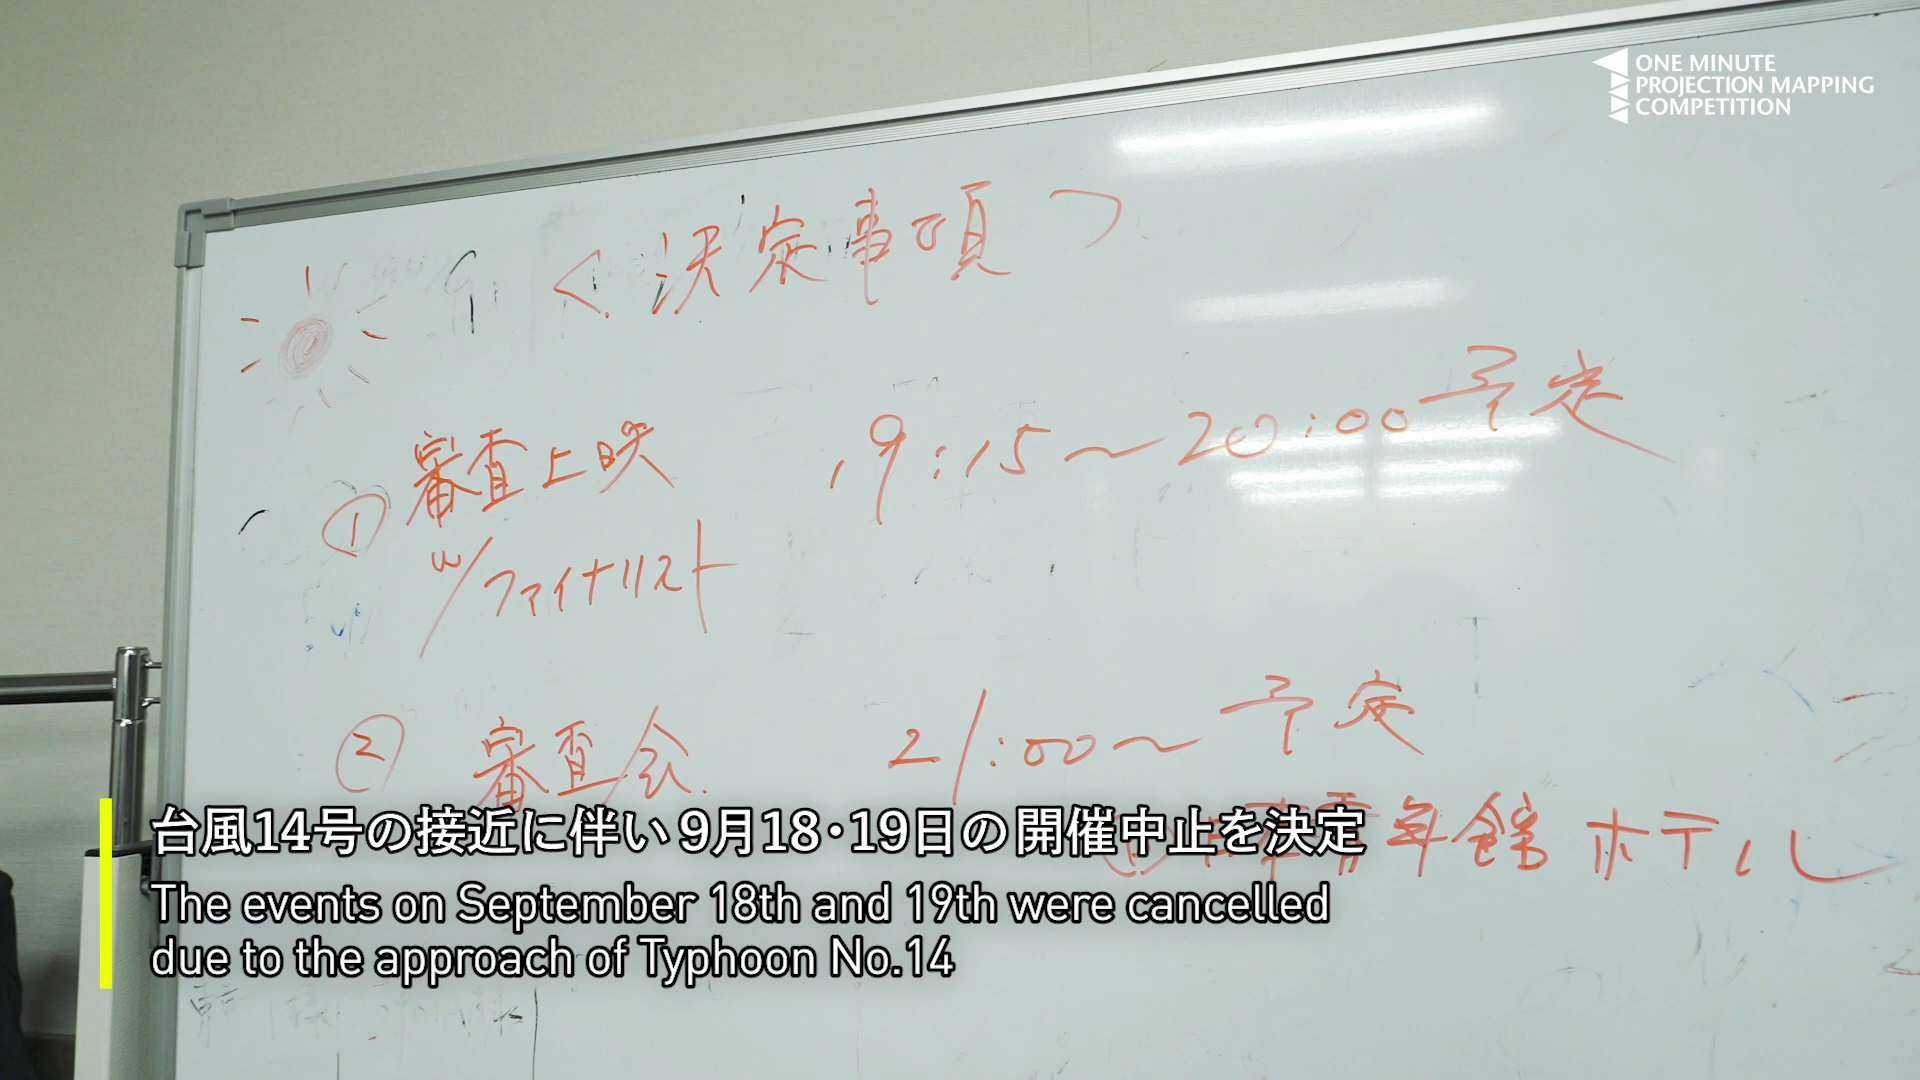 ONE MINUTE
PROJECTION MAPPING
COMPETITION
<決定事項>
① 審査上映 19:15～20:00 予定
w/ファイナリスト
② 審査会 21:00～ 予定
青年館 ホテル
台風14号の接近に伴い 9月18・19日の開催中止を決定
The events on September 18th and 19th were cancelled
due to the approach of Typhoon No.14